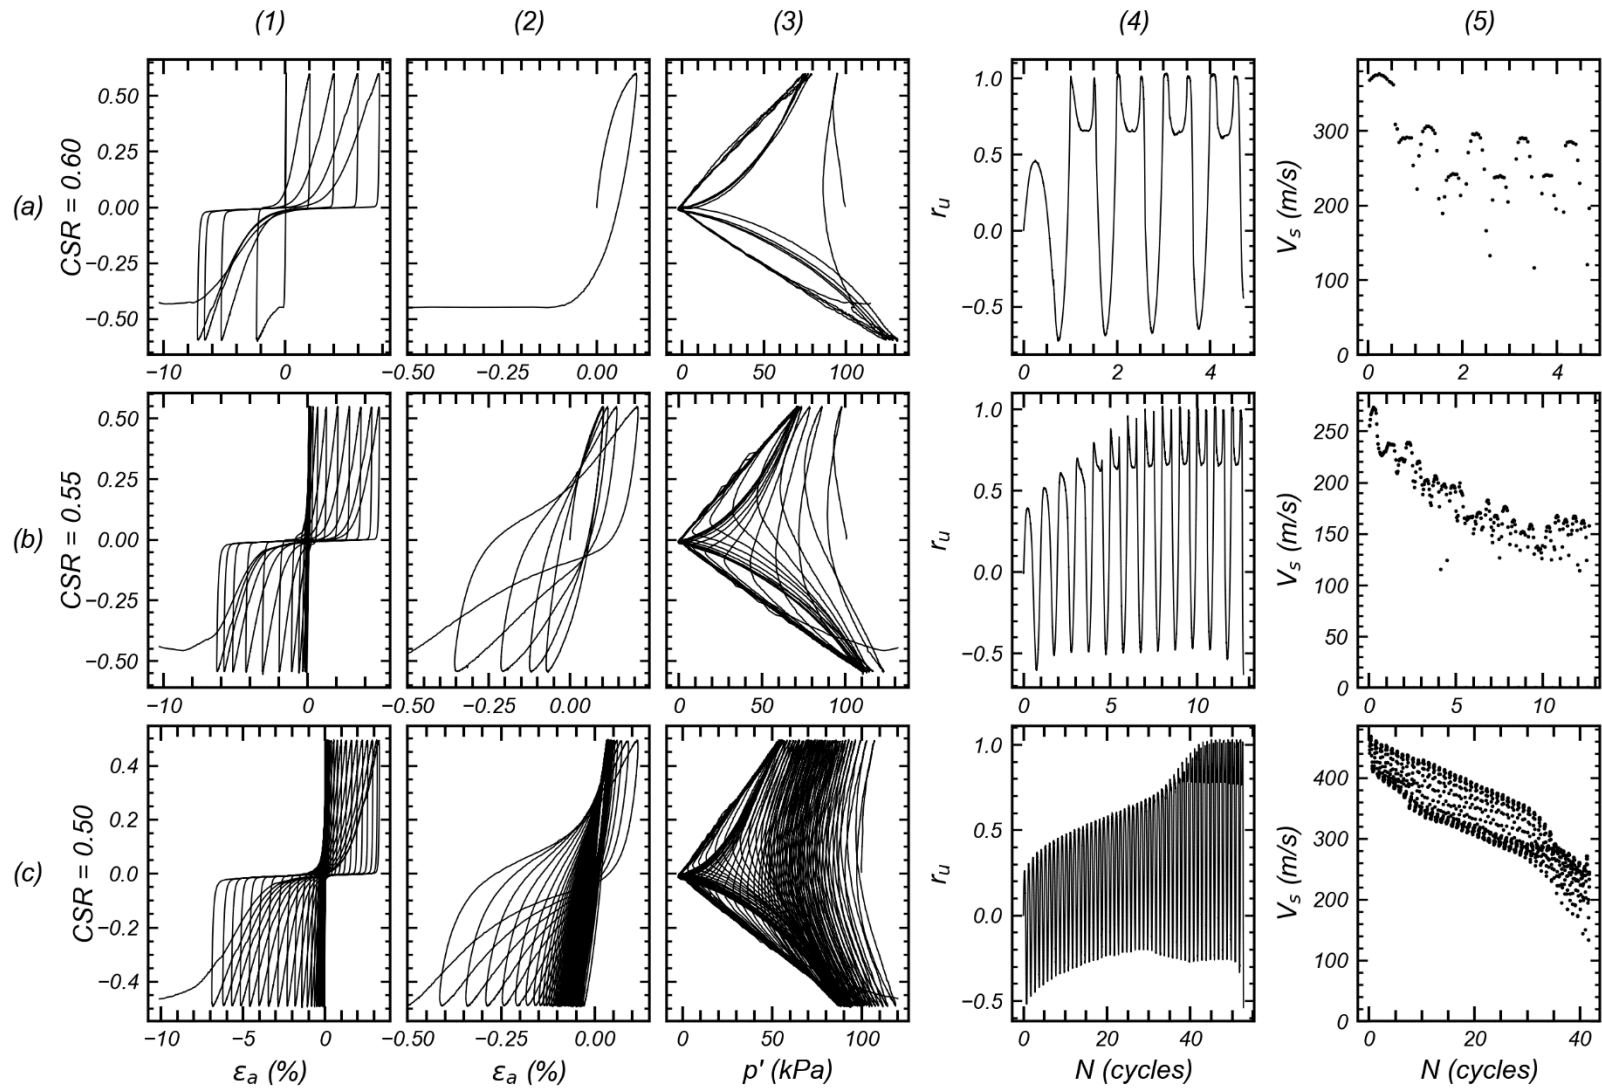 (1) (2) (3) (4) (5)
(a) CSR = 0.60
0.50
0.25
0.00
−0.25
−0.50
−10 0
−0.50 −0.25 0.00
0 50 100
r_u
1.0
0.5
0.0
−0.5
0 2 4
V_s (m/s)
300
200
100
0
0 2 4
(b) CSR = 0.55
0.50
0.25
0.00
−0.25
−0.50
−10 0
−0.50 −0.25 0.00
0 50 100
r_u
1.0
0.5
0.0
−0.5
0 5 10
V_s (m/s)
250
200
150
100
50
0
0 5 10
(c) CSR = 0.50
0.4
0.2
0.0
−0.2
−0.4
−10 −5 0
−0.50 −0.25 0.00
0 50 100
r_u
1.0
0.5
0.0
−0.5
0 20 40
V_s (m/s)
400
300
200
100
0
0 20 40
ε_a (%) ε_a (%) p' (kPa) N (cycles) N (cycles)